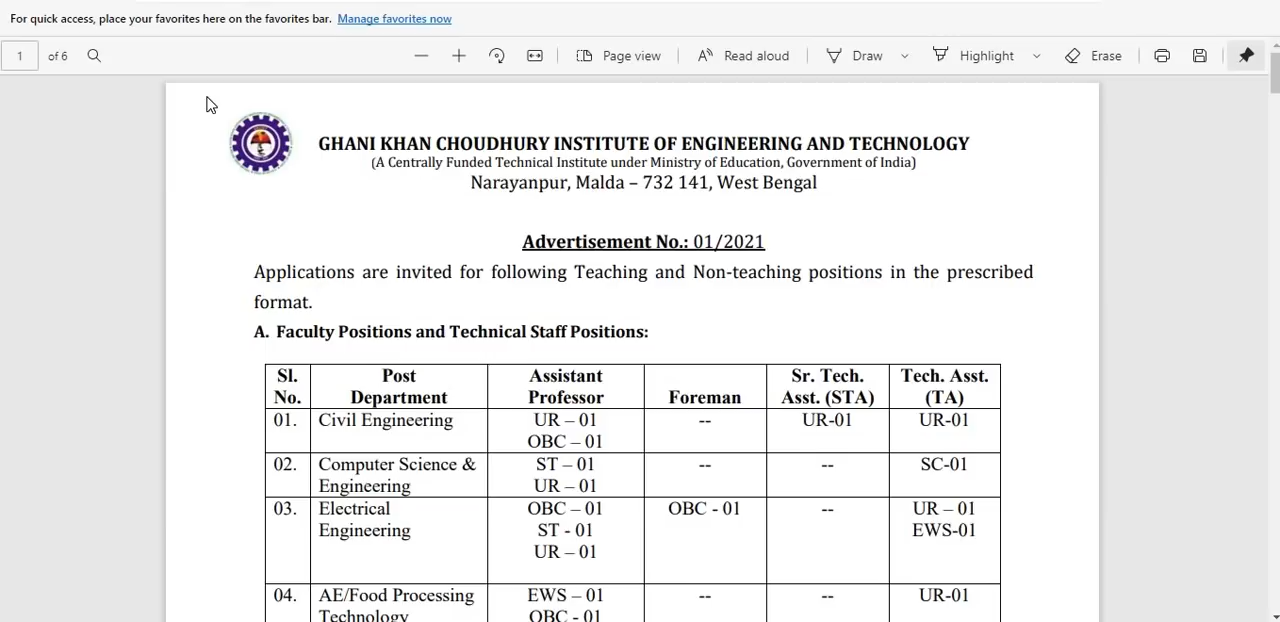 For quick access, place your favorites here on the favorites bar. Manage favorites now
1 of 6 Page view Read aloud Draw Highlight Erase
GHANI KHAN CHOUDHURY INSTITUTE OF ENGINEERING AND TECHNOLOGY
(A Centrally Funded Technical Institute under Ministry of Education, Government of India)
Narayanpur, Malda – 732 141, West Bengal
Advertisement No.: 01/2021
Applications are invited for following Teaching and Non-teaching positions in the prescribed
format.
A. Faculty Positions and Technical Staff Positions:
Sl. Post Assistant Sr. Tech. Tech. Asst.
No. Department Professor Foreman Asst. (STA) (TA)
01. Civil Engineering UR – 01 -- UR-01 UR-01
OBC – 01
02. Computer Science & ST – 01 -- -- SC-01
Engineering UR – 01
03. Electrical OBC – 01 OBC - 01 -- UR – 01
Engineering ST - 01 EWS-01
UR – 01
04. AE/Food Processing EWS – 01 -- -- UR-01
Technology OBC - 01